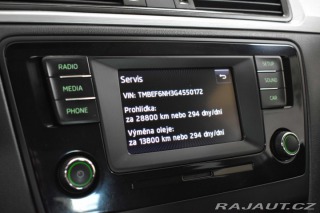 RADIO
MEDIA
PHONE
Servis
VIN: TMBEF6NH3G4550172
Prohlídka:
za 28800 km nebo 294 dny/dní
Výměna oleje:
za 13800 km nebo 294 dny/dní
SETUP
SOUND
CAR
RAJAUT.CZ